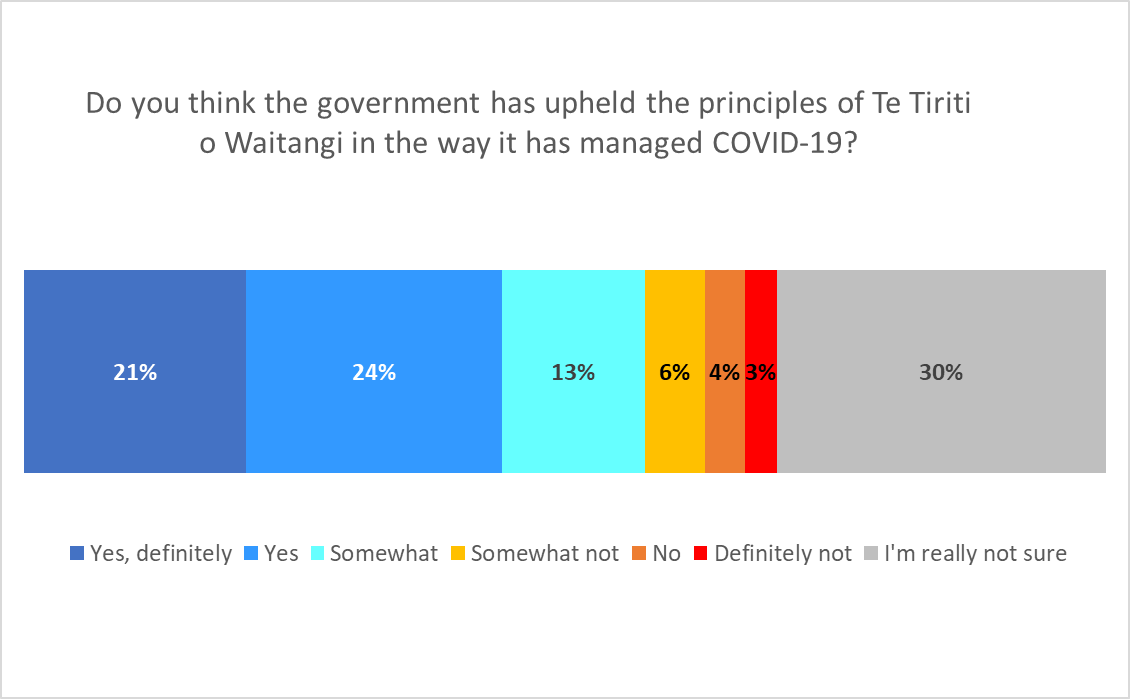 Do you think the government has upheld the principles of Te Tiriti
o Waitangi in the way it has managed COVID-19?
21% 24% 13% 6% 4% 3% 30%
Yes, definitely Yes Somewhat Somewhat not No Definitely not I'm really not sure